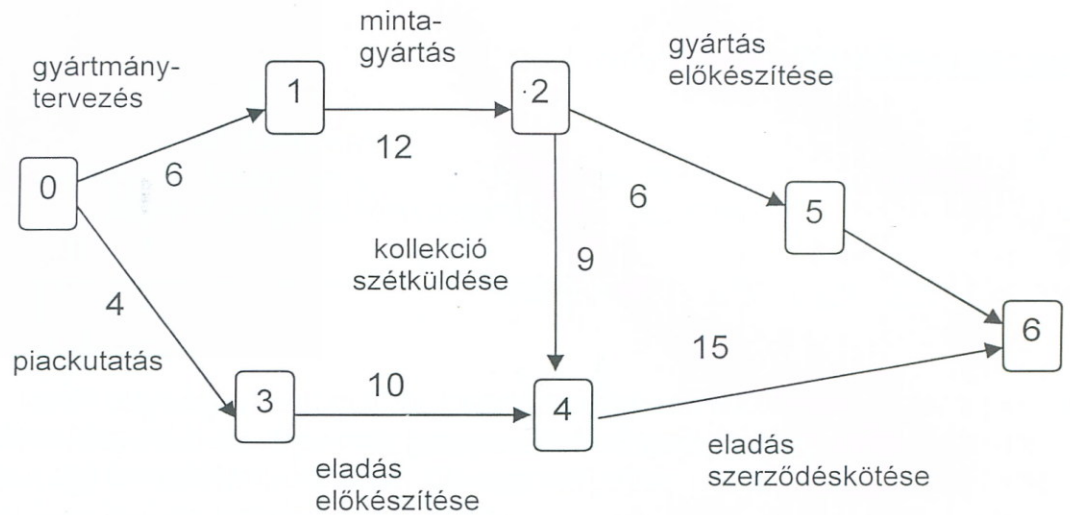 minta-
gyártás
gyártás
előkészítése
gyártmány-
tervezés
1
2
12
0
6
6
5
kollekció
szétküldése
9
4
6
15
piackutatás
3
10
4
eladás
előkészítése
eladás
szerződéskötése